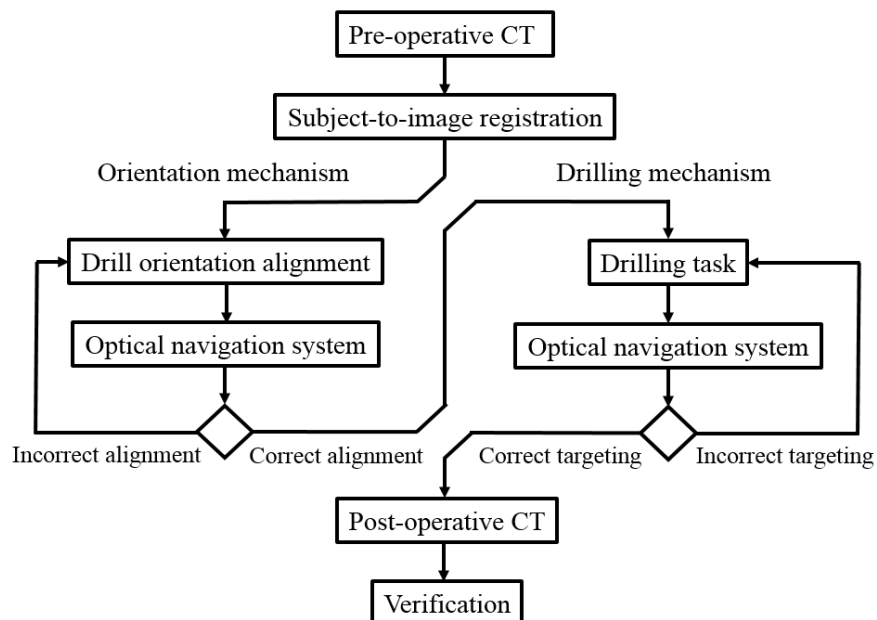 Pre-operative CT
Subject-to-image registration
Orientation mechanism
Drilling mechanism
Drill orientation alignment
Drilling task
Optical navigation system
Optical navigation system
Incorrect alignment
Correct alignment
Correct targeting
Incorrect targeting
Post-operative CT
Verification